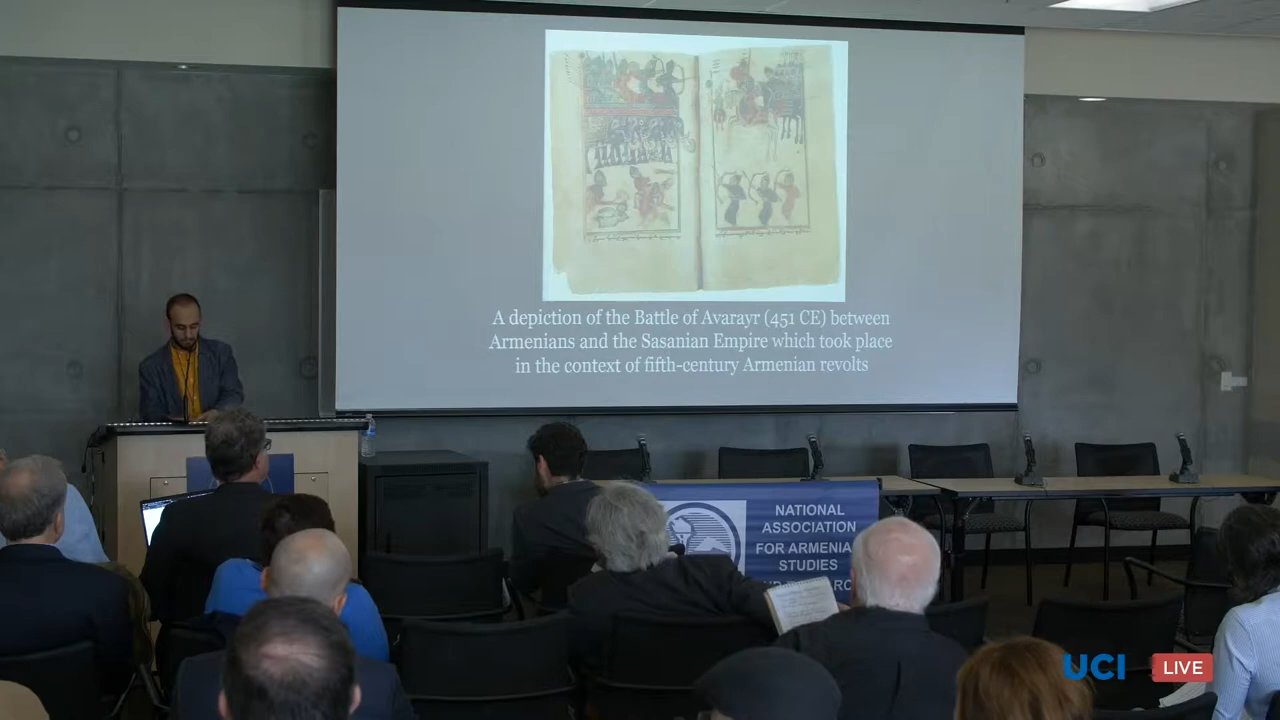 A depiction of the Battle of Avarayr (451 CE) between
Armenians and the Sasanian Empire which took place
in the context of fifth-century Armenian revolts
NATIONAL
ASSOCIATION
FOR ARMENIA
STUDIES
UCI LIVE